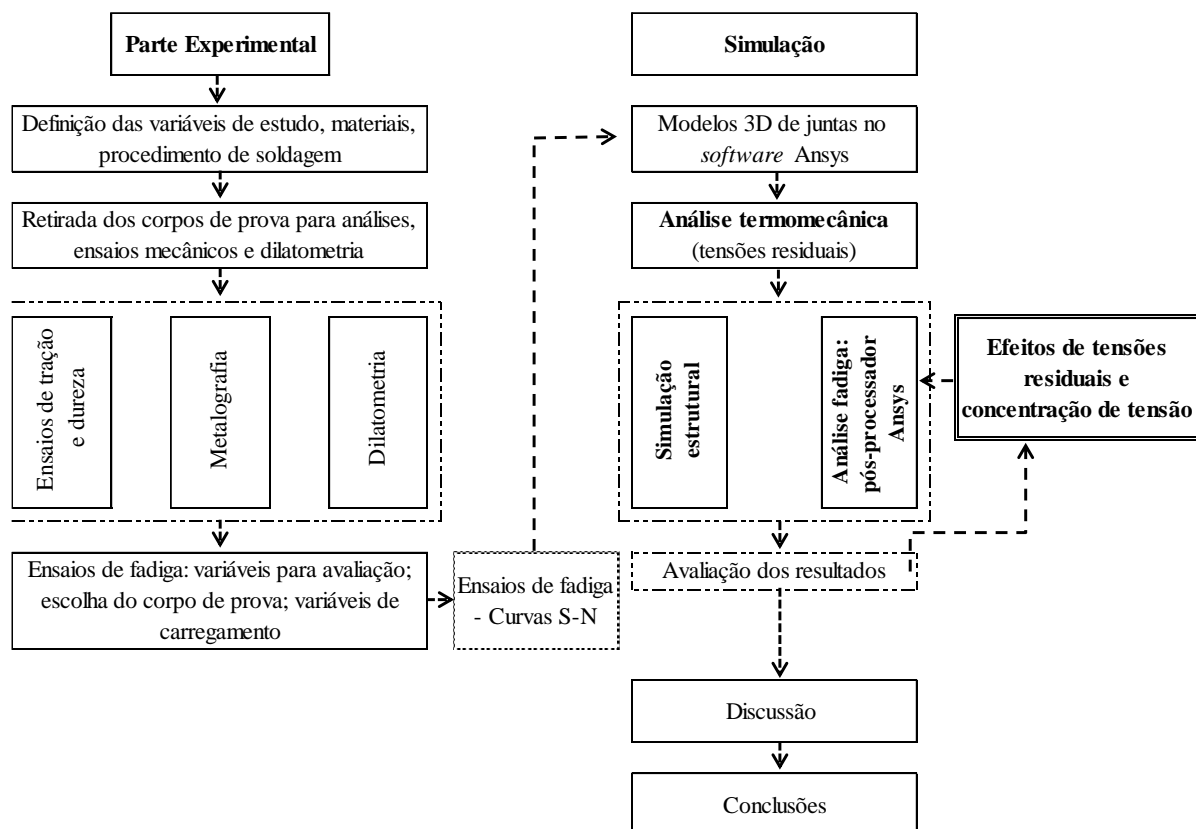 Parte Experimental
Definição das variáveis de estudo, materiais,
procedimento de soldagem
Retirada dos corpos de prova para análises,
ensaios mecânicos e dilatometria
Ensaios de tração
e dureza
Metalografia
Dilatometria
Ensaios de fadiga: variáveis para avaliação;
escolha do corpo de prova; variáveis de
carregamento
Ensaios de fadiga
- Curvas S-N
Simulação
Modelos 3D de juntas no
software Ansys
Análise termomecânica
(tensões residuais)
Simulação
estrutural
Análise fadiga:
pós-processador
Ansys
Efeitos de tensões
residuais e
concentração de tensão
Avaliação dos resultados
Discussão
Conclusões